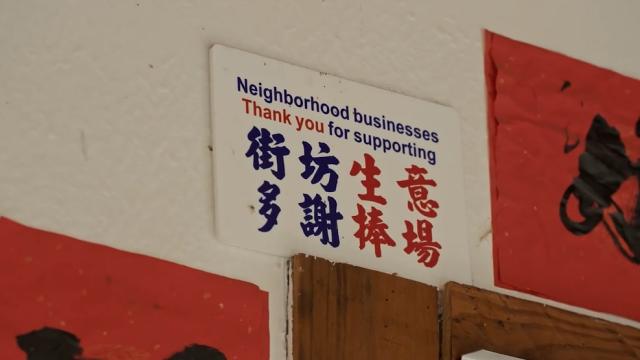 Neighborhood businesses
Thank you for supporting
街坊生意
多謝捧場